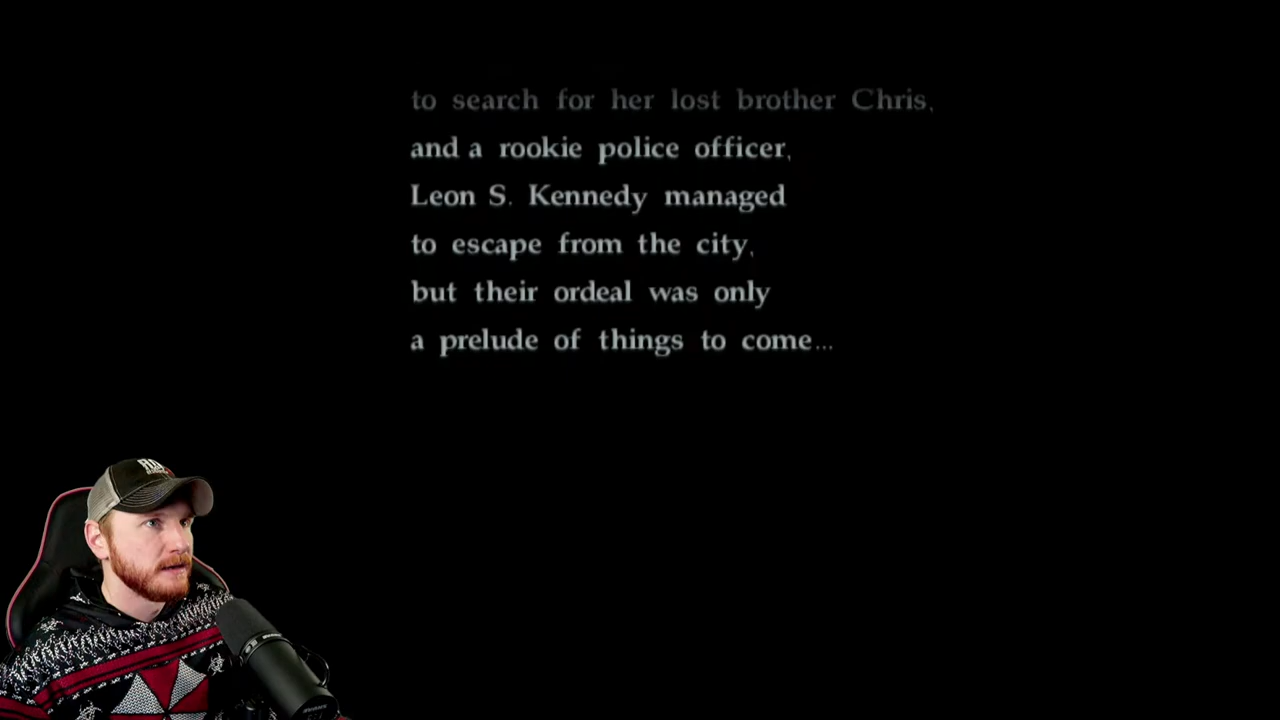 to search for her lost brother Chris,
and a rookie police officer,
Leon S. Kennedy managed
to escape from the city,
but their ordeal was only
a prelude of things to come...